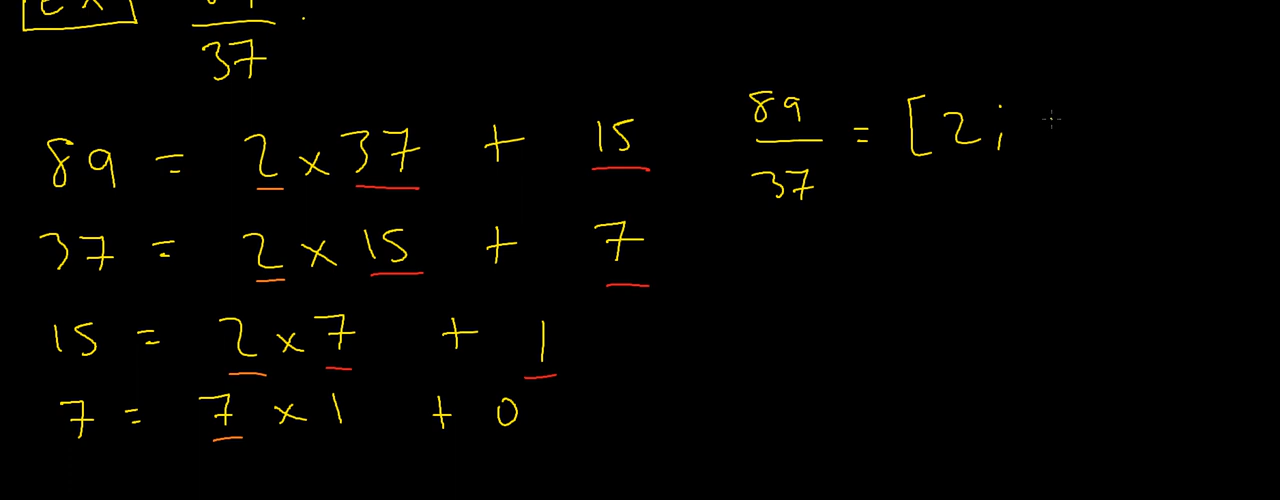 Ex
37
89 = 2 x 37 + 15
37 = 2 x 15 + 7
15 = 2 x 7 + 1
7 = 7 x 1 + 0
89
37
= [2;